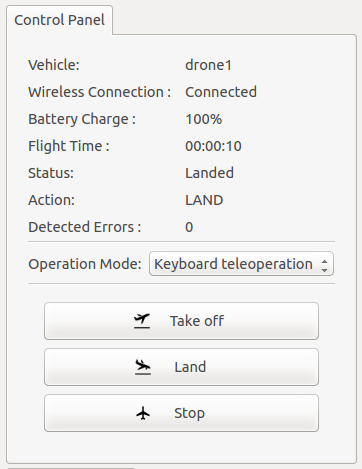 Control Panel
Vehicle: drone1
Wireless Connection : Connected
Battery Charge : 100%
Flight Time : 00:00:10
Status: Landed
Action: LAND
Detected Errors : 0
Operation Mode: Keyboard teleoperation
Take off
Land
Stop